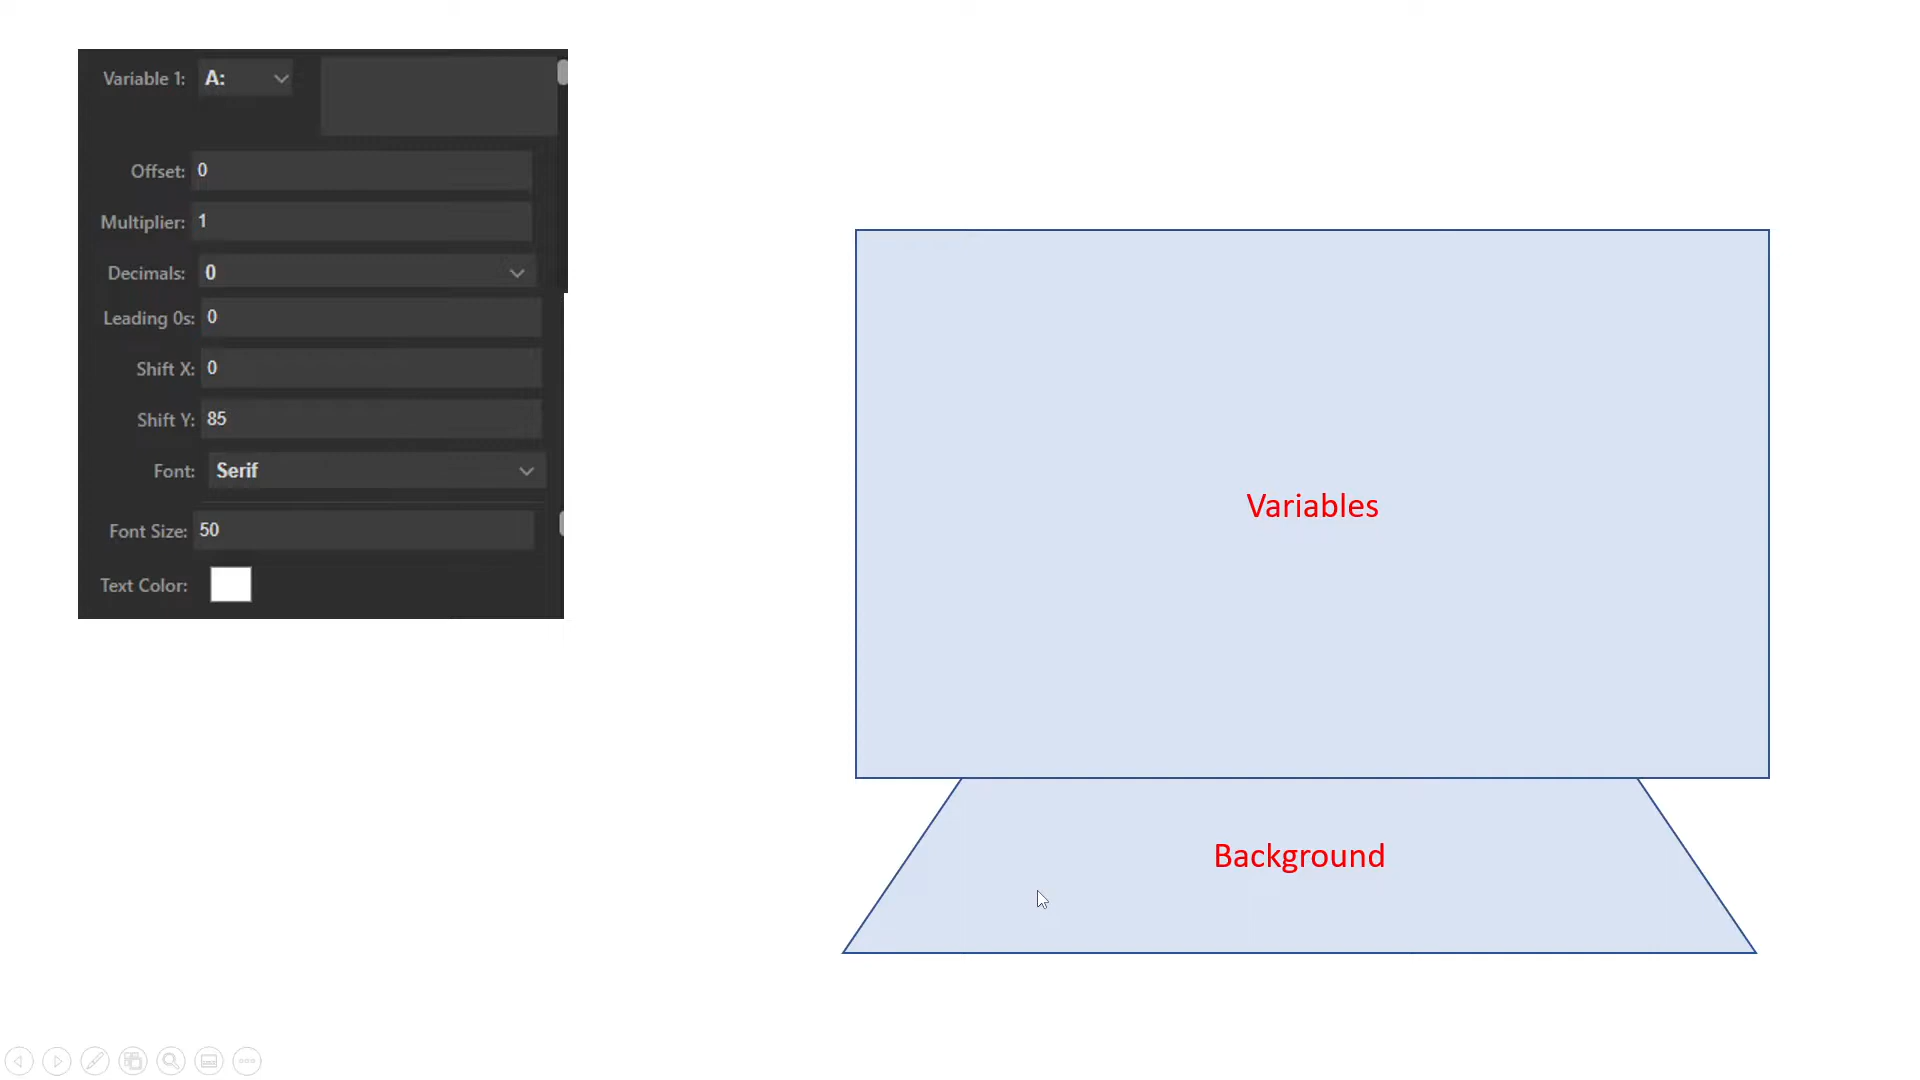 Variable 1: A:
Offset: 0
Multiplier: 1
Decimals: 0
Leading 0s: 0
Shift X: 0
Shift Y: 85
Font: Serif
Font Size: 50
Text Color:
Variables
Background